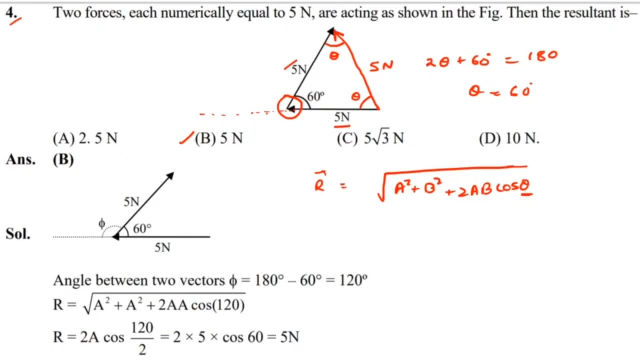 4. Two forces, each numerically equal to 5 N, are acting as shown in the Fig. Then the resultant is–
5N θ 5N 2θ + 60° = 180
60° θ θ = 60°
5N
(A) 2. 5 N (B) 5 N (C) 5√3 N (D) 10 N.
Ans. (B)
R⃗ = √(A² + B² + 2AB cosθ)
5N
Sol. ϕ 60°
5N
Angle between two vectors ϕ = 180° – 60° = 120º
R = √(A² + A² + 2AA cos(120))
R = 2A cos 120/2 = 2 × 5 × cos 60 = 5N